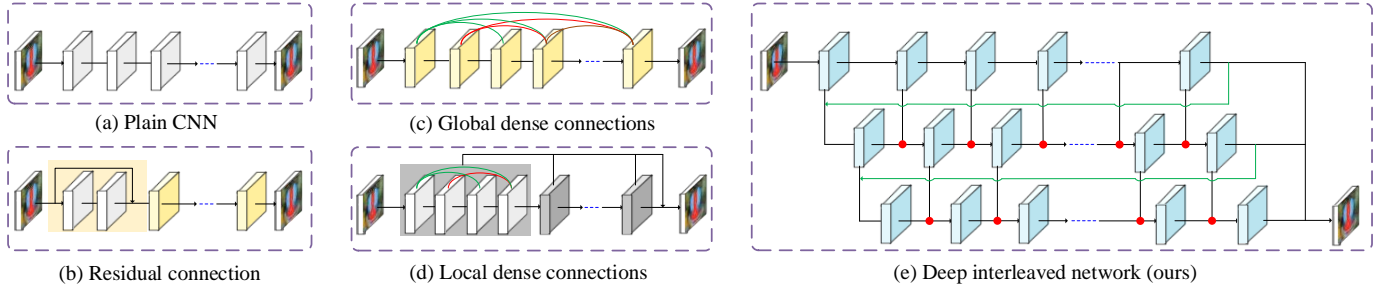 (a) Plain CNN
(c) Global dense connections
(b) Residual connection
(d) Local dense connections
(e) Deep interleaved network (ours)